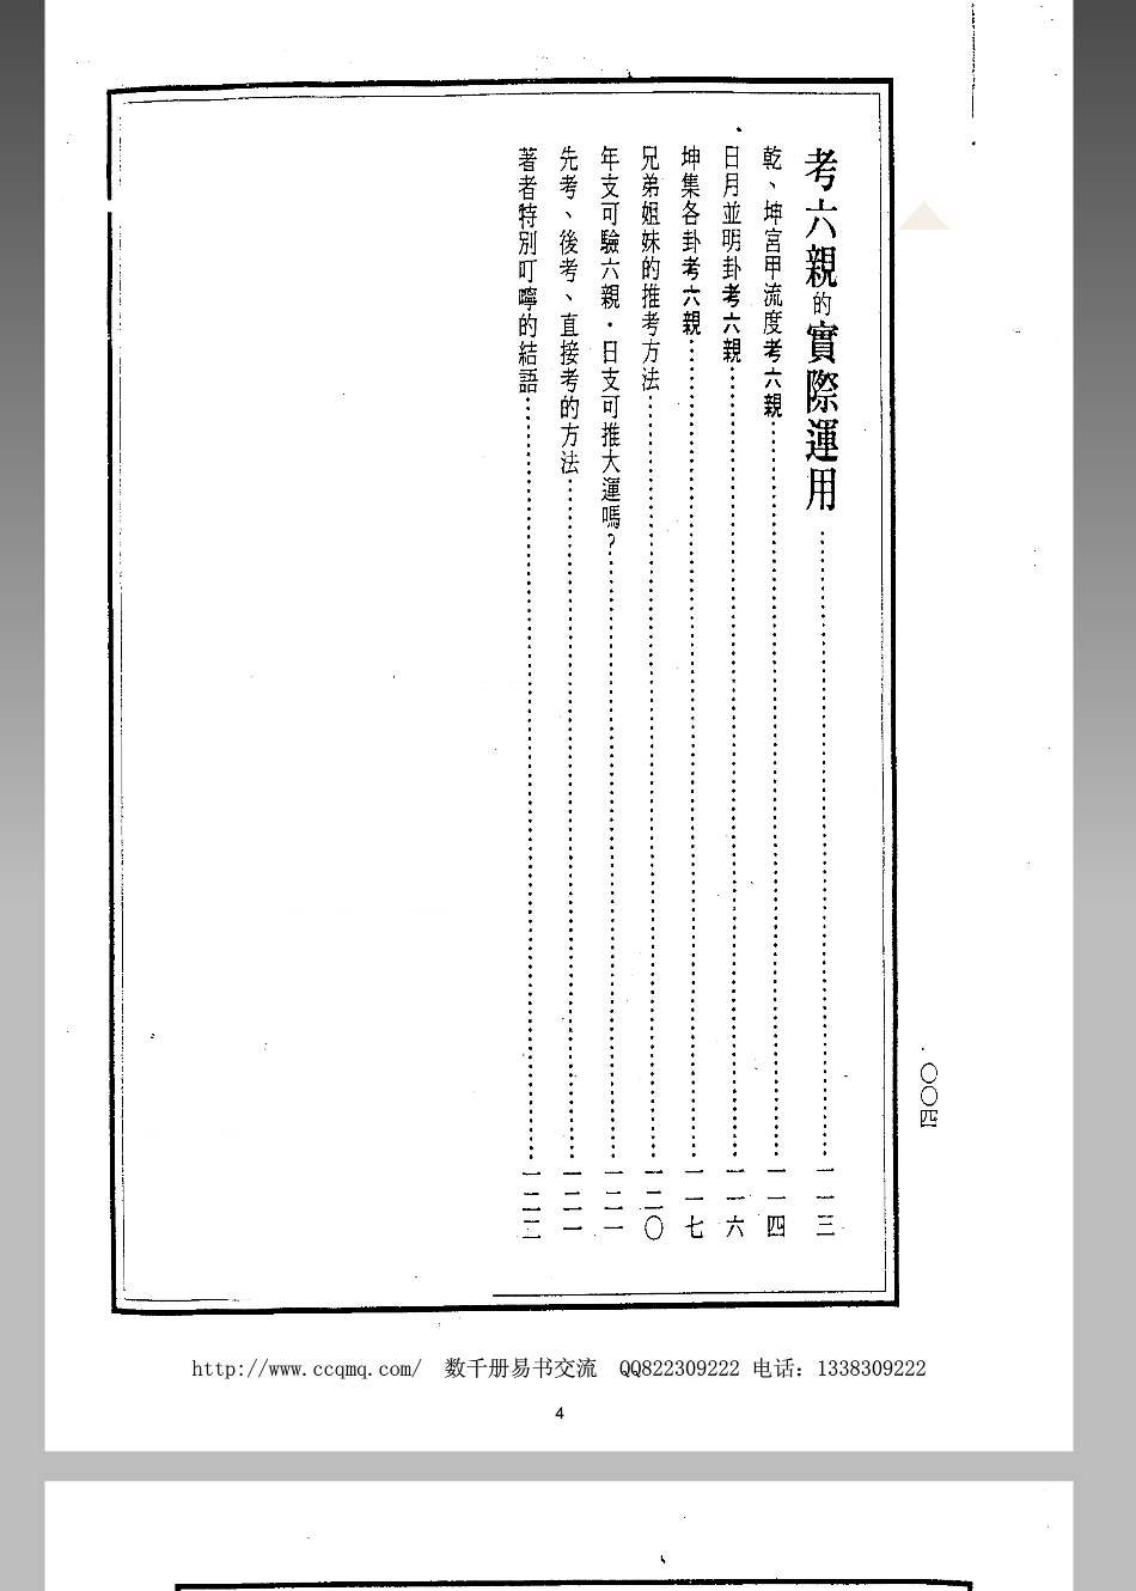 考六親的實際運用……一一三
乾、坤宮甲流度考六親……一一四
日月並明卦考六親……一一六
坤集各卦考六親……一一七
兄弟姐妹的推考方法……一二〇
年支可驗六親・日支可推大運嗎?……一二一
先考、後考、直接考的方法……一二一
著者特別叮嚀的結語……一二二
〇〇四
http://www.ccqmq.com/ 数千册易书交流 QQ822309222 电话：1338309222
4